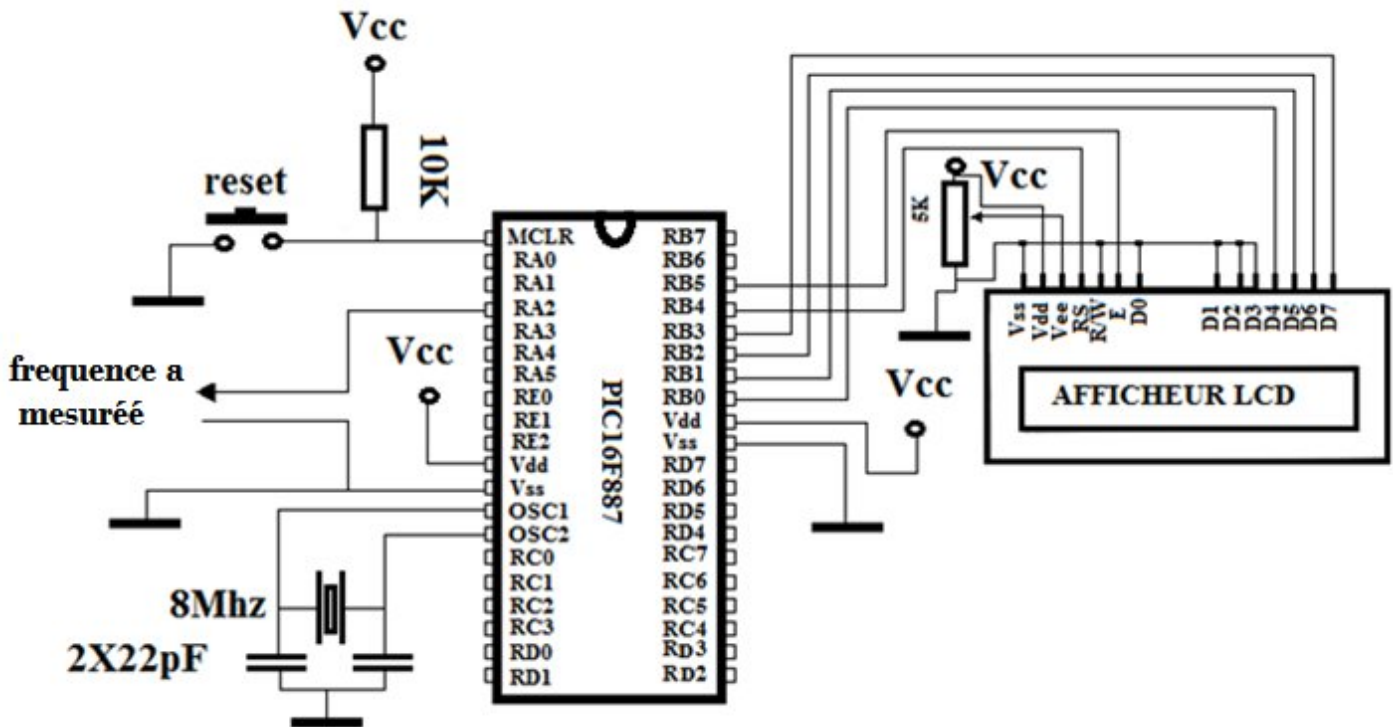 Vcc
10K
reset
frequence a
mesuréé
Vcc
8Mhz
2X22pF
MCLR
RA0
RA1
RA2
RA3
RA4
RA5
RE0
RE1
RE2
Vdd
Vss
OSC1
OSC2
RC0
RC1
RC2
RC3
RD0
RD1
PIC16F887
RB7
RB6
RB5
RB4
RB3
RB2
RB1
RB0
Vdd
Vss
RD7
RD6
RD5
RD4
RC7
RC6
RC5
RC4
RD3
RD2
Vcc
5K
Vcc
Vss
Vdd
Vee
RS
R/W
E
D0
D1
D2
D3
D4
D5
D6
D7
AFFICHEUR LCD